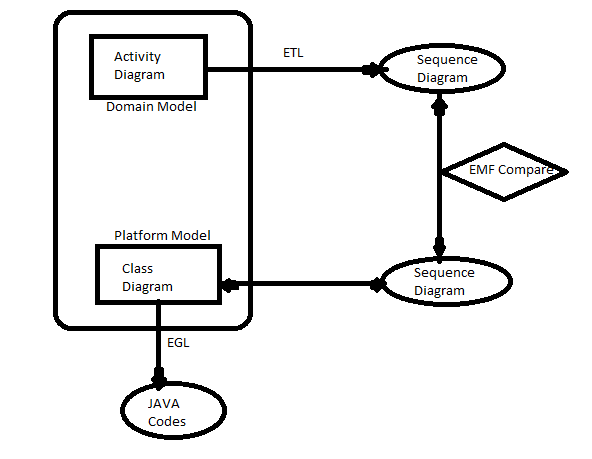 Activity
Diagram
Domain Model
ETL
Sequence
Diagram
EMF Compare
Platform Model
Class
Diagram
Sequence
Diagram
EGL
JAVA
Codes